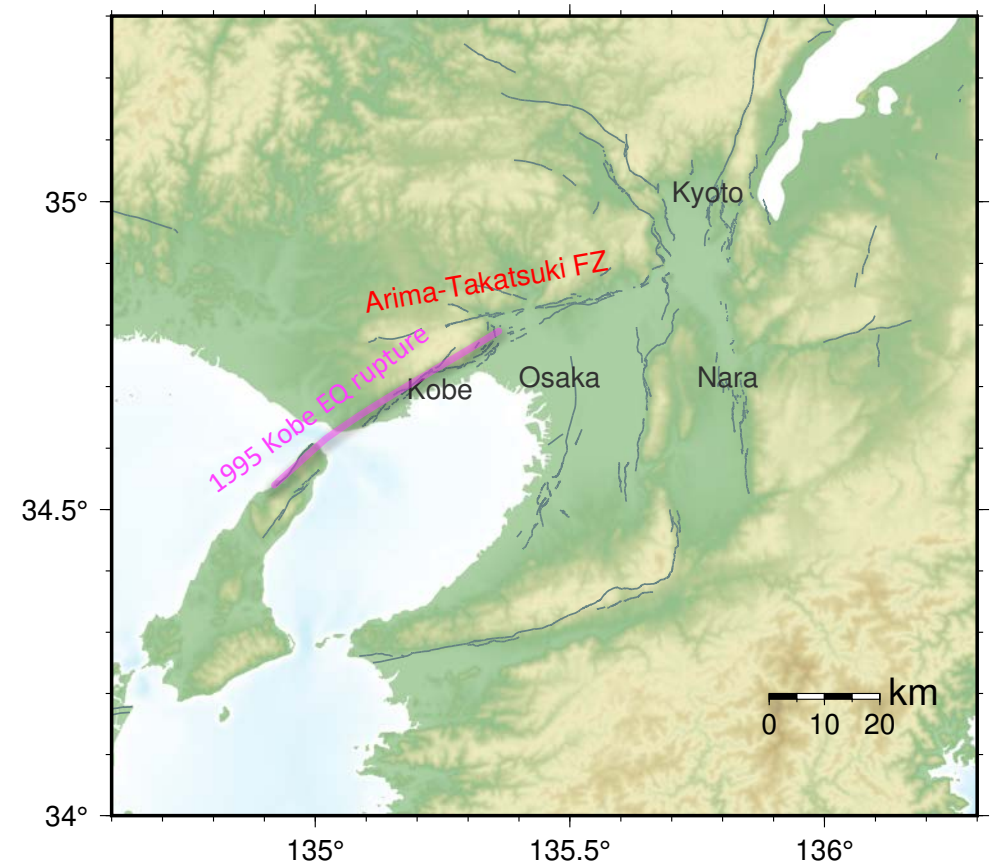 35°
34.5°
34°
135°
135.5°
136°
Kyoto
Arima-Takatsuki FZ
1995 Kobe EQ rupture
Kobe
Osaka
Nara
km
0 10 20